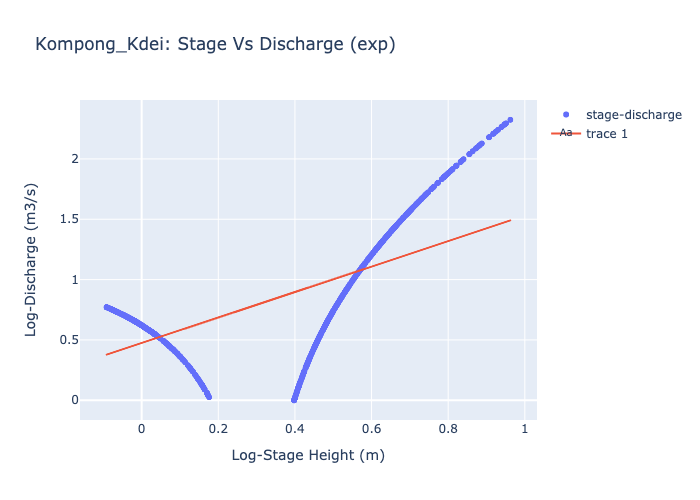 Kompong_Kdei: Stage Vs Discharge (exp)
stage-discharge
Aa
trace 1
2
1.5
1
0.5
0
Log-Discharge (m3/s)
0
0.2
0.4
0.6
0.8
1
Log-Stage Height (m)